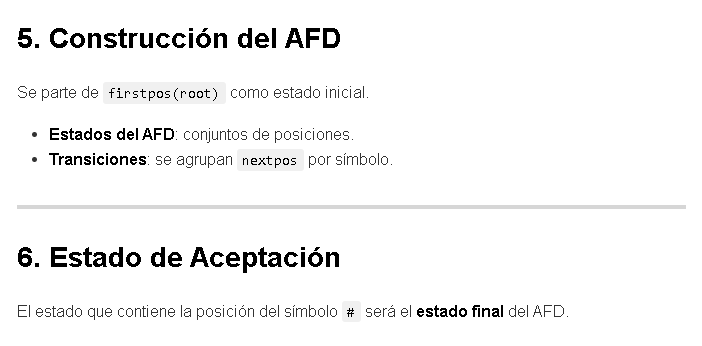 5. Construcción del AFD
Se parte de firstpos(root) como estado inicial.
• Estados del AFD: conjuntos de posiciones.
• Transiciones: se agrupan nextpos por símbolo.
6. Estado de Aceptación
El estado que contiene la posición del símbolo # será el estado final del AFD.